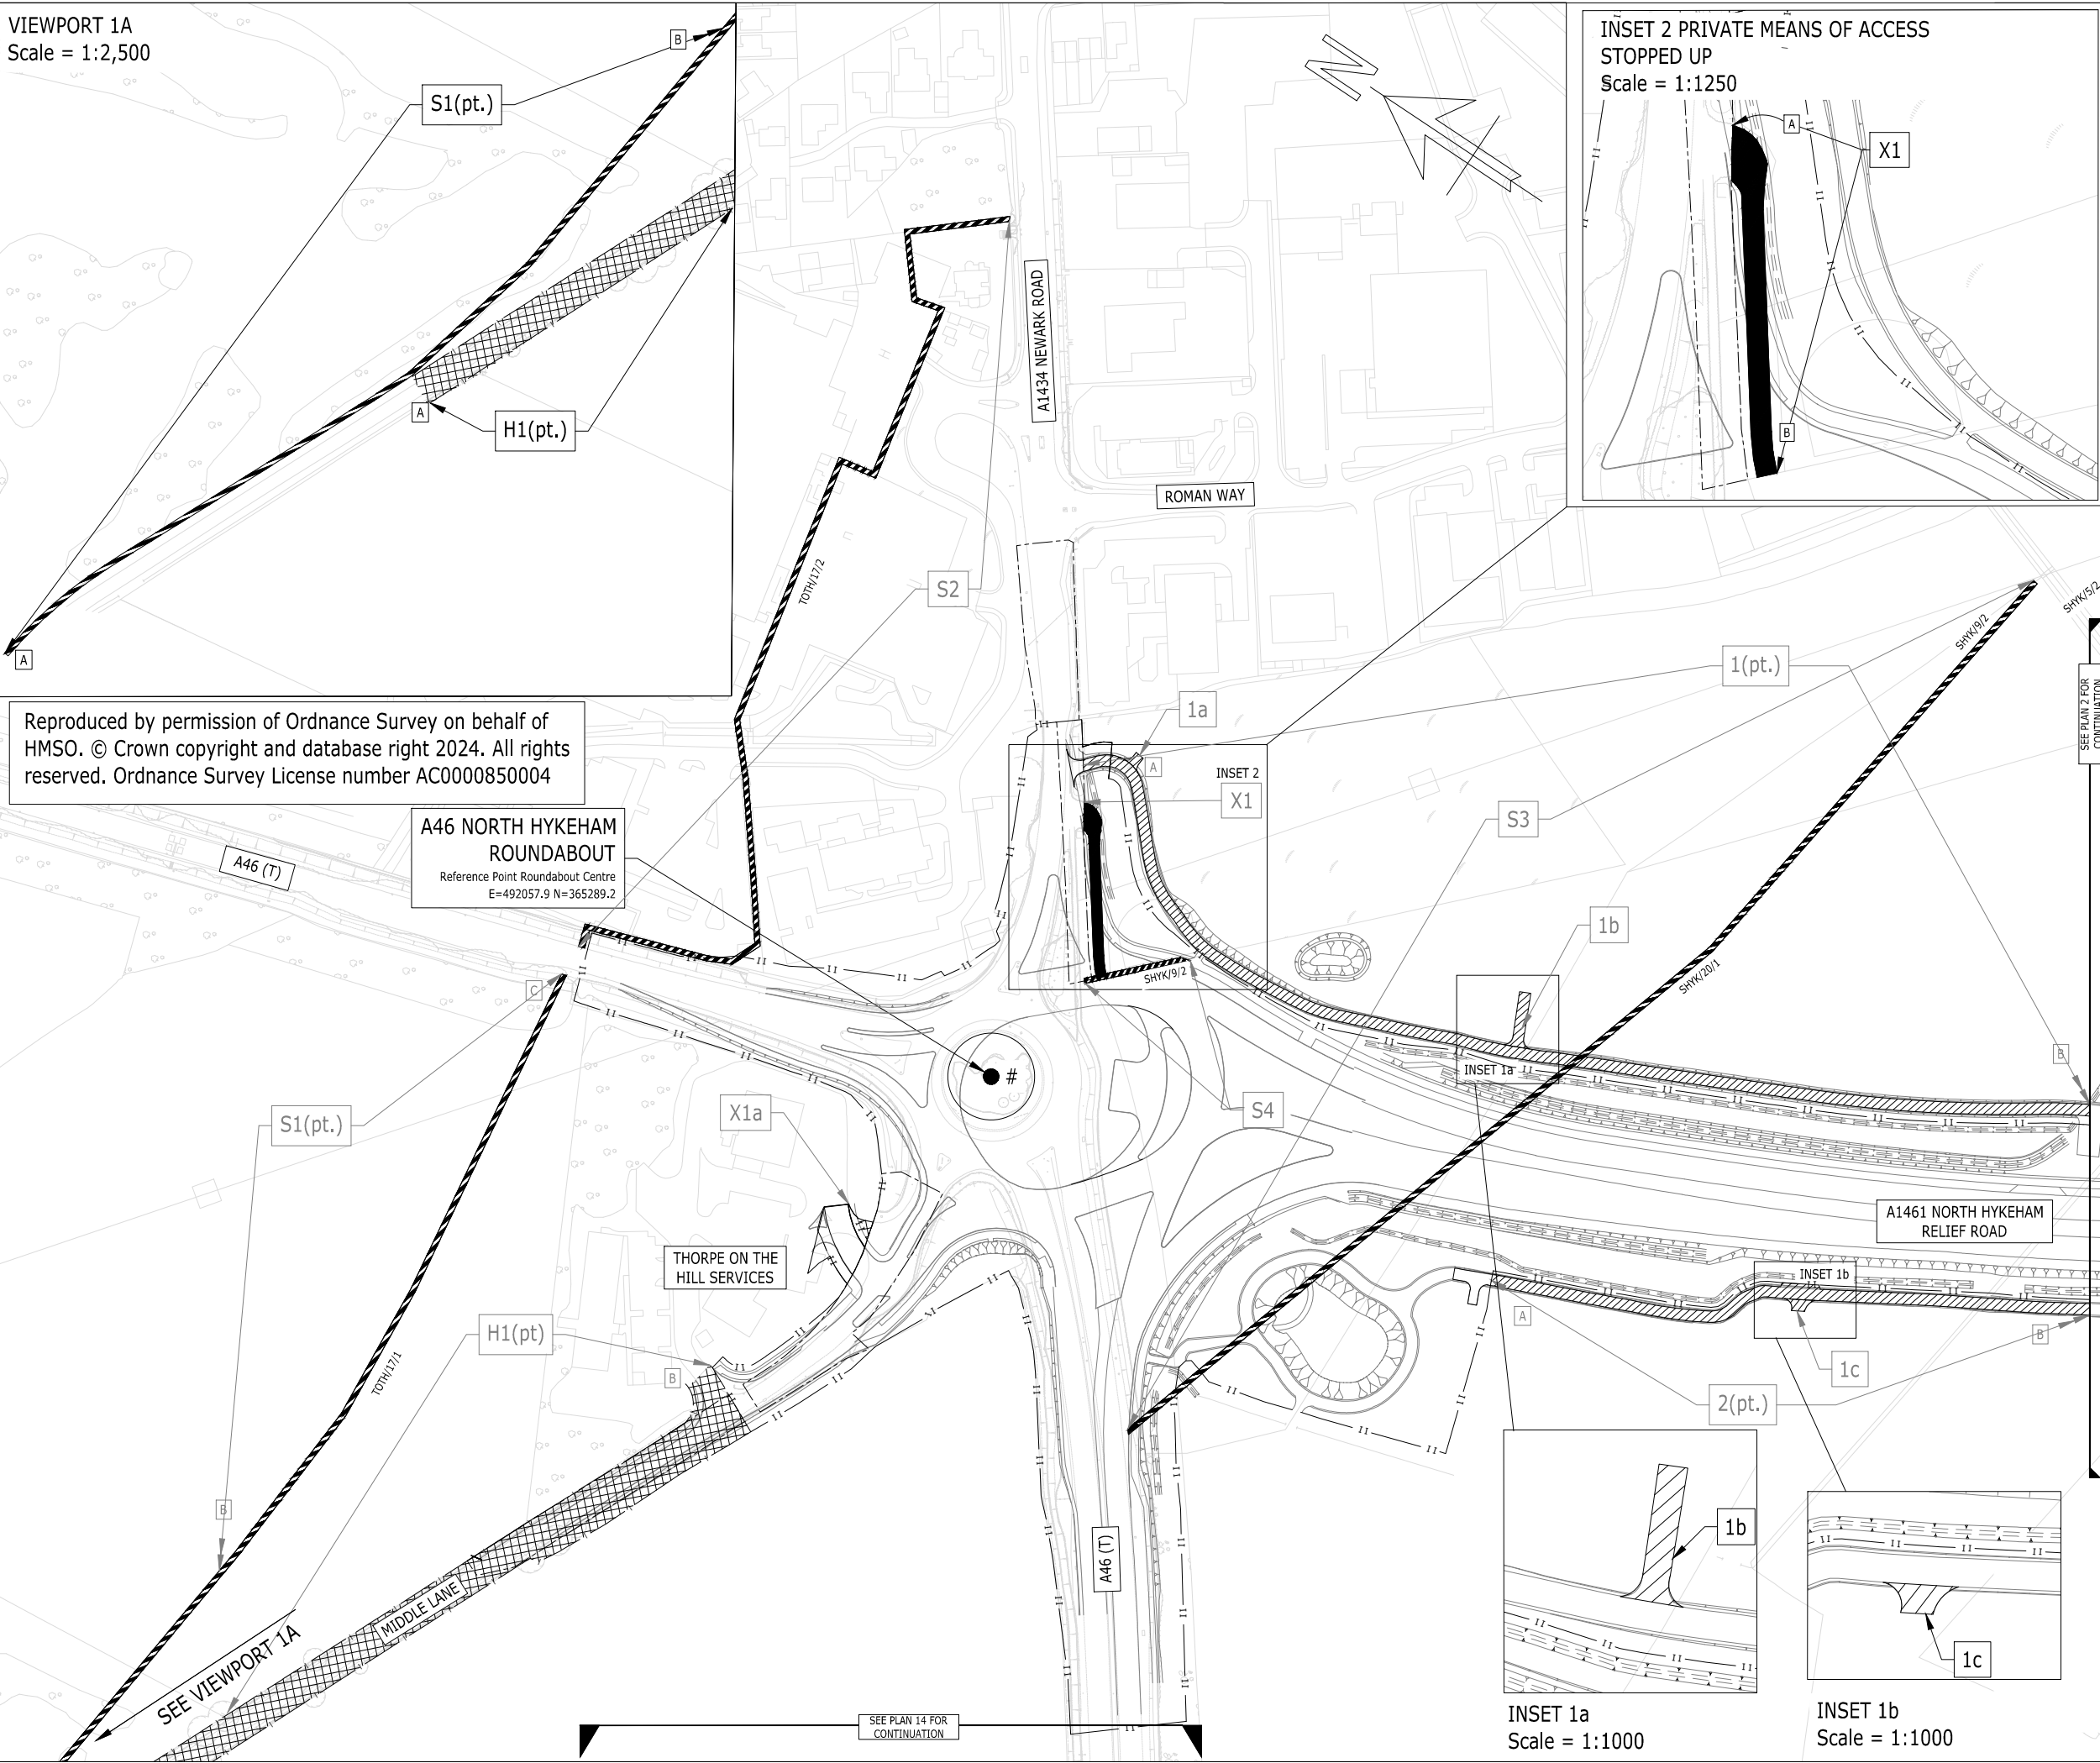 VIEWPORT 1A
Scale = 1:2,500
B
S1(pt.)
A
H1(pt.)
A
N
INSET 2 PRIVATE MEANS OF ACCESS
STOPPED UP
Scale = 1:1250
A
X1
B
A1434 NEWARK ROAD
ROMAN WAY
TOTH/17/2
S2
SHYK/5/2
SHYK/9/2
1(pt.)
SEE PLAN 2 FOR
CONTINUATION
1a
A
Reproduced by permission of Ordnance Survey on behalf of
HMSO. © Crown copyright and database right 2024. All rights
reserved. Ordnance Survey License number AC0000850004
INSET 2
X1
S3
A46 NORTH HYKEHAM
ROUNDABOUT
Reference Point Roundabout Centre
E=492057.9 N=365289.2
A46 (T)
1b
SHYK/9/2
SHYK/20/1
C
#
INSET 1a
B
S4
X1a
S1(pt.)
A1461 NORTH HYKEHAM
RELIEF ROAD
THORPE ON THE
HILL SERVICES
INSET 1b
A
B
H1(pt)
B
1c
TOTH/17/1
2(pt.)
B
A46 (T)
1b
MIDDLE LANE
SEE VIEWPORT 1A
1c
SEE PLAN 14 FOR
CONTINUATION
INSET 1a
Scale = 1:1000
INSET 1b
Scale = 1:1000